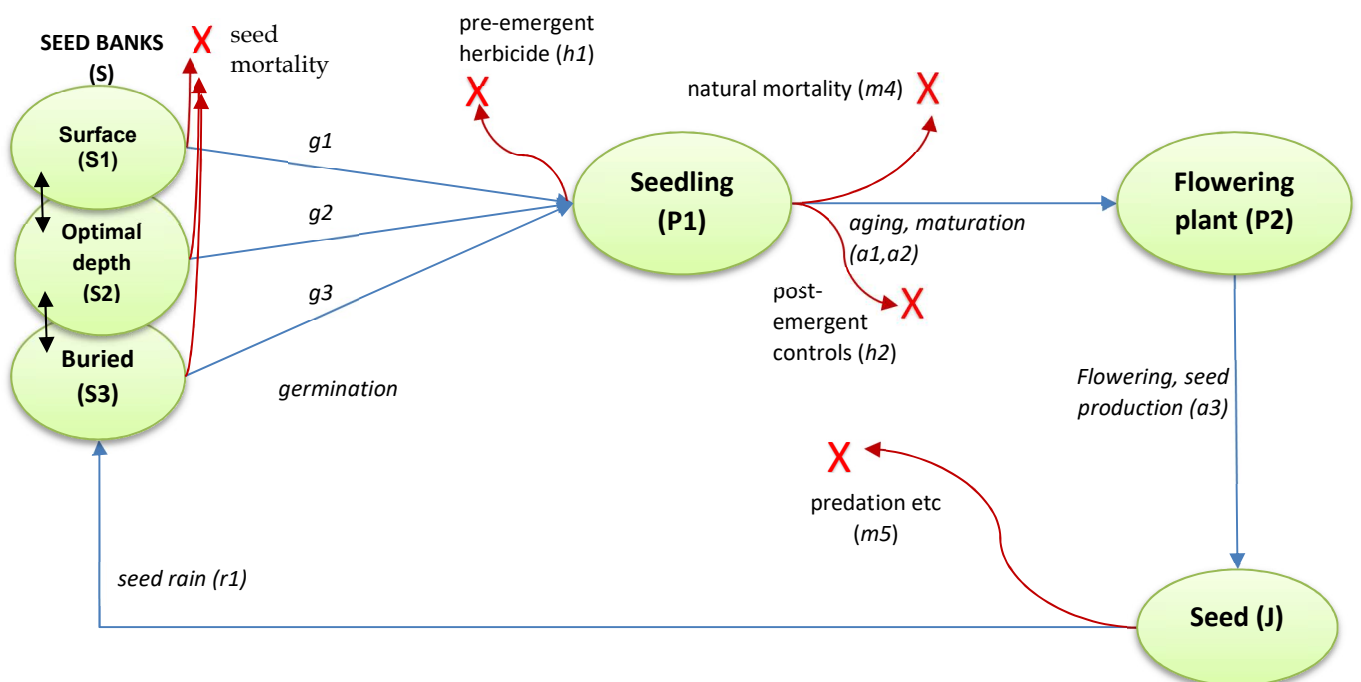 SEED BANKS
(S)
X
seed
mortality
Surface
(S1)
Optimal
depth
(S2)
Buried
(S3)
g1
g2
g3
germination
pre-emergent
herbicide (h1)
X
Seedling
(P1)
natural mortality (m4)
X
aging, maturation
(a1,a2)
post-
emergent
controls (h2)
X
Flowering
plant (P2)
Flowering, seed
production (a3)
X
predation etc
(m5)
seed rain (r1)
Seed (J)